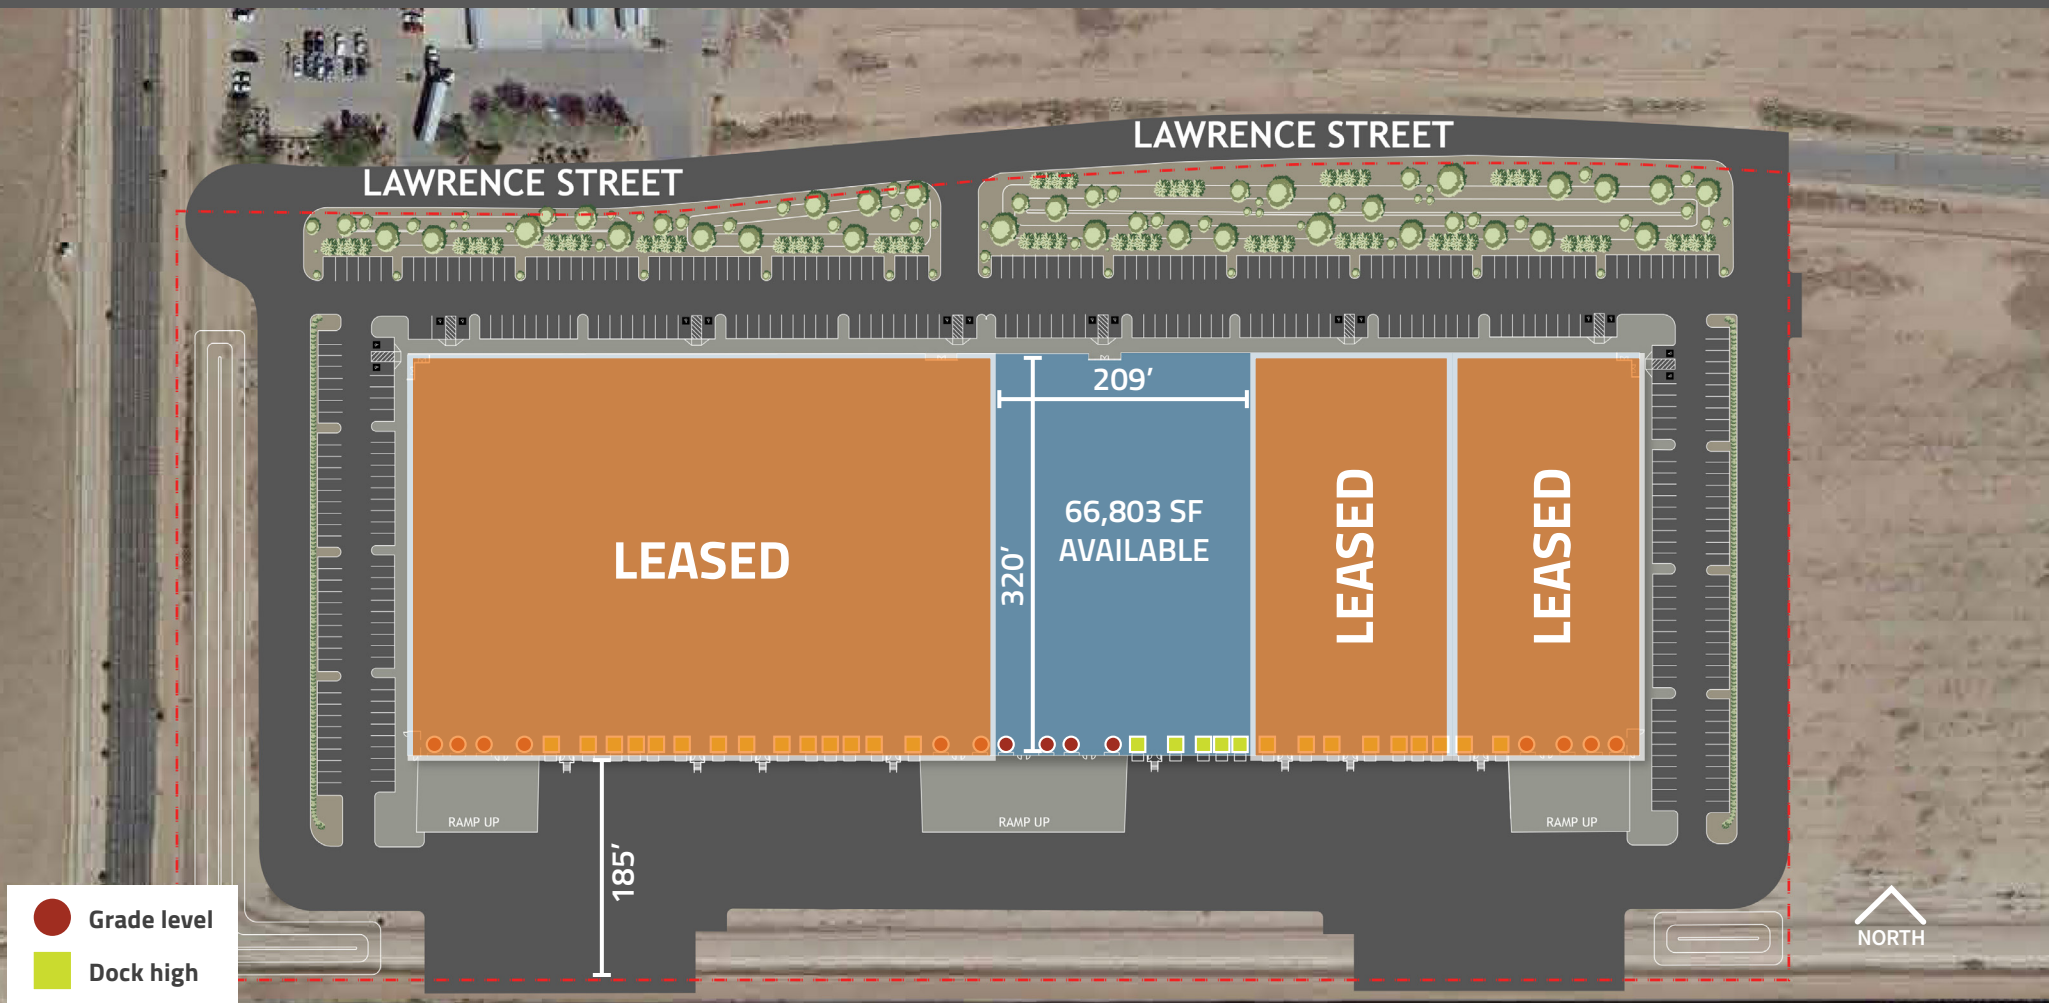 LAWRENCE STREET
LAWRENCE STREET
209’
66,803 SF
AVAILABLE
320’
LEASED
LEASED
LEASED
RAMP UP
RAMP UP
RAMP UP
185’
Grade level
Dock high
NORTH